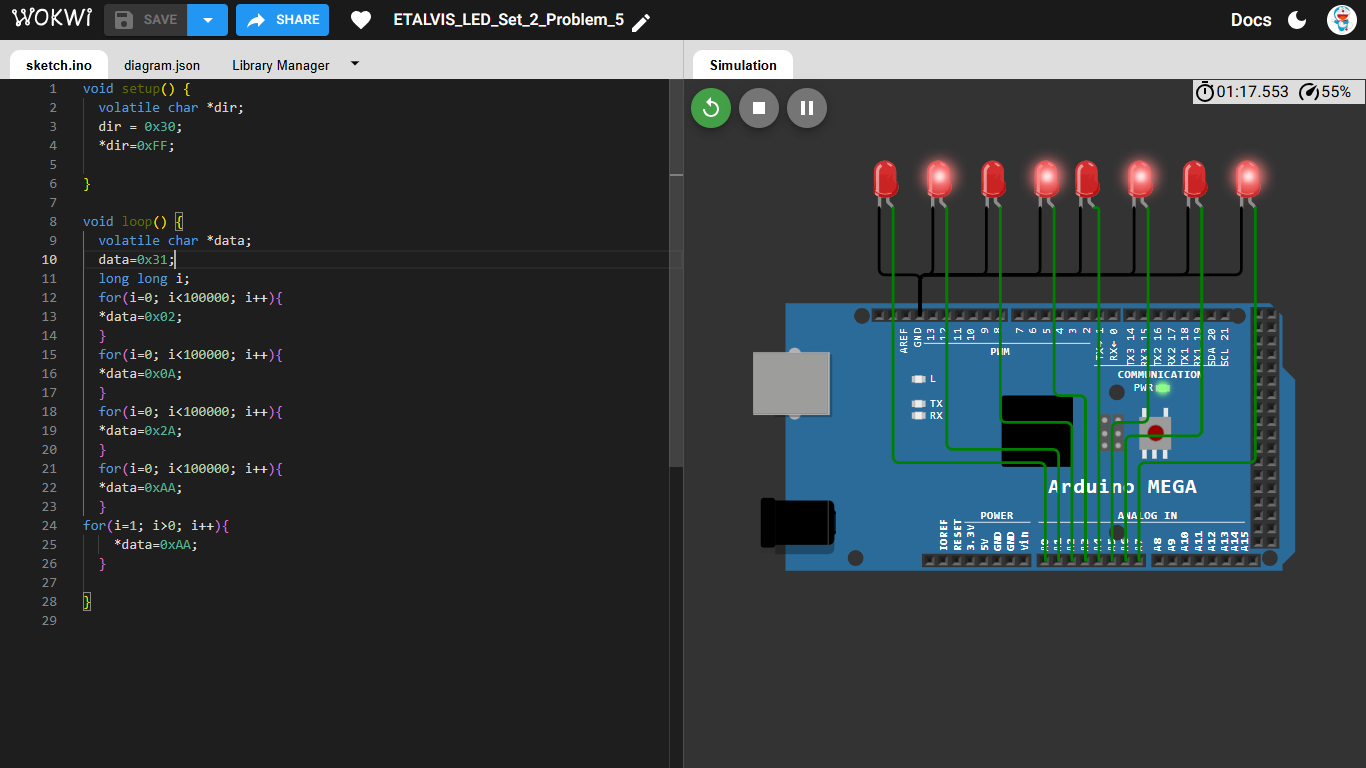 WOKWi SAVE SHARE ETALVIS_LED_Set_2_Problem_5 Docs
sketch.ino diagram.json Library Manager Simulation
01:17.553 55%
1 void setup() {
2 volatile char *dir;
3 dir = 0x30;
4 *dir=0xFF;
5
6 }
7
8 void loop() {
9 volatile char *data;
10 data=0x31;
11 long long i;
12 for(i=0; i<100000; i++){
13 *data=0x02;
14 }
15 for(i=0; i<100000; i++){
16 *data=0x0A;
17 }
18 for(i=0; i<100000; i++){
19 *data=0x2A;
20 }
21 for(i=0; i<100000; i++){
22 *data=0xAA;
23 }
24 for(i=1; i>0; i++){
25 *data=0xAA;
26 }
27
28 }
29
AREF GND 13 12 11 10 9 8 7 6 5 4 3 2 1 RX← 0 TX3 14 RX3 15 TX2 16 RX2 17 TX1 18 RX1 19 SDA 20 SCL 21
PWM
COMMUNICATION
PWR
L
TX
RX
Arduino MEGA
POWER ANALOG IN
IOREF RESET 3.3V 5V GND GND Vin A8 A9 A10 A11 A12 A13 A14 A15